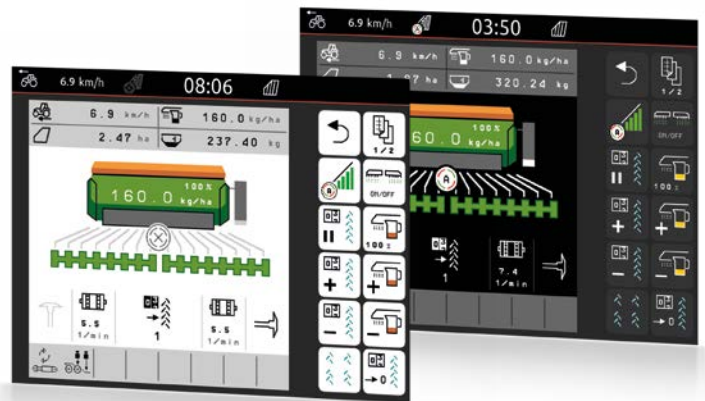 6.9 km/h
08:06
6.9 km/h
160.0 kg/ha
2.47 ha
237.40 kg
100%
160.0 kg/ha
5.5
1/min
1
5.5
1/min
1/2
A
ON/OFF
100%
→0
6.9 km/h
03:50
6.9 km/h
160.0 kg/ha
ha
320.24 kg
100%
kg/ha
A
1
7.4
1/min
1/2
A
ON/OFF
100%
→0